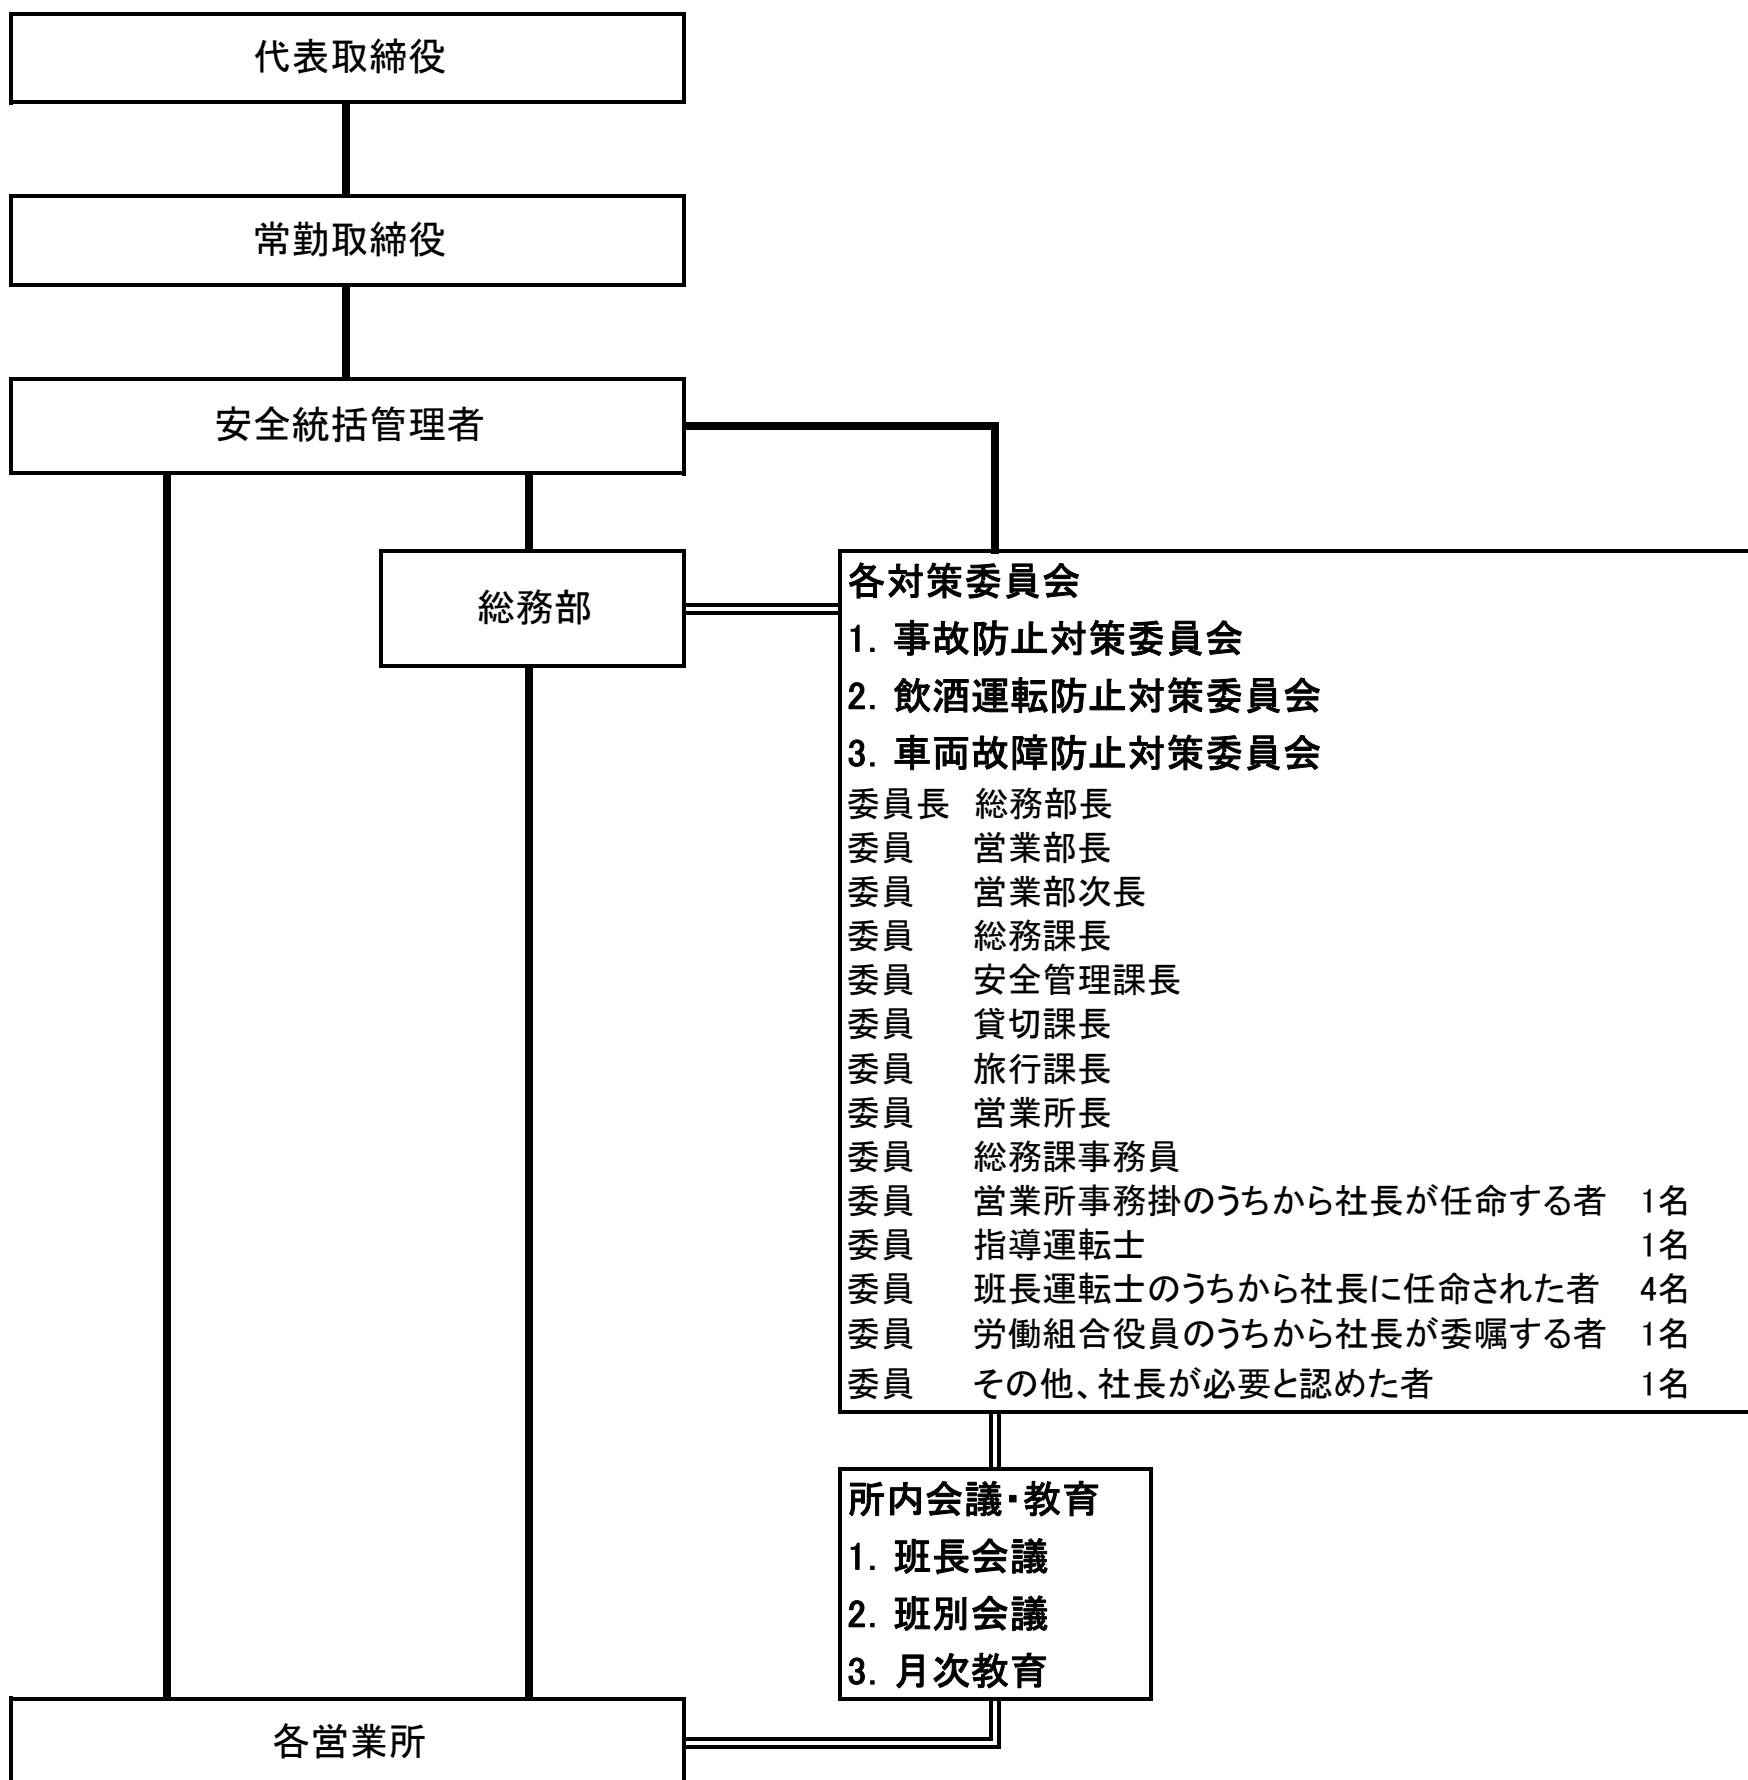 代表取締役
常勤取締役
安全統括管理者
総務部
各対策委員会
1. 事故防止対策委員会
2. 飲酒運転防止対策委員会
3. 車両故障防止対策委員会
委員長 総務部長
委員 営業部長
委員 営業部次長
委員 総務課長
委員 安全管理課長
委員 貸切課長
委員 旅行課長
委員 営業所長
委員 総務課事務員
委員 営業所事務掛のうちから社長が任命する者 1名
委員 指導運転士 1名
委員 班長運転士のうちから社長に任命された者 4名
委員 労働組合役員のうちから社長が委嘱する者 1名
委員 その他、社長が必要と認めた者 1名
所内会議・教育
1. 班長会議
2. 班別会議
3. 月次教育
各営業所